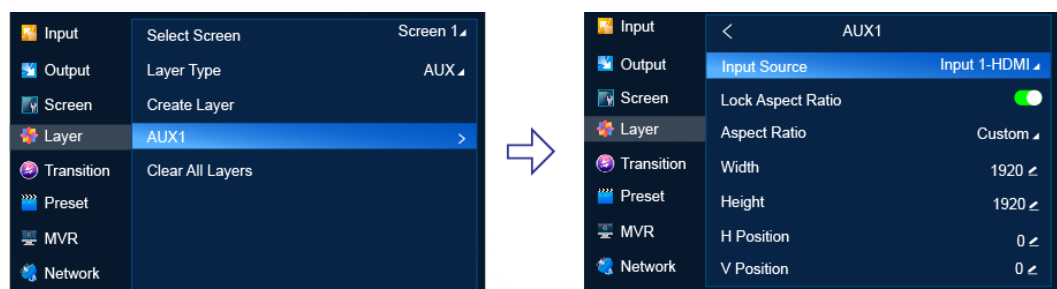 Input
Select Screen Screen 1
Output
Layer Type AUX
Screen
Create Layer
Layer
AUX1 >
Transition
Clear All Layers
Preset
MVR
Network
Input
< AUX1
Output
Input Source Input 1-HDMI
Screen
Lock Aspect Ratio
Layer
Aspect Ratio Custom
Transition
Width 1920
Preset
Height 1920
MVR
H Position 0
Network
V Position 0